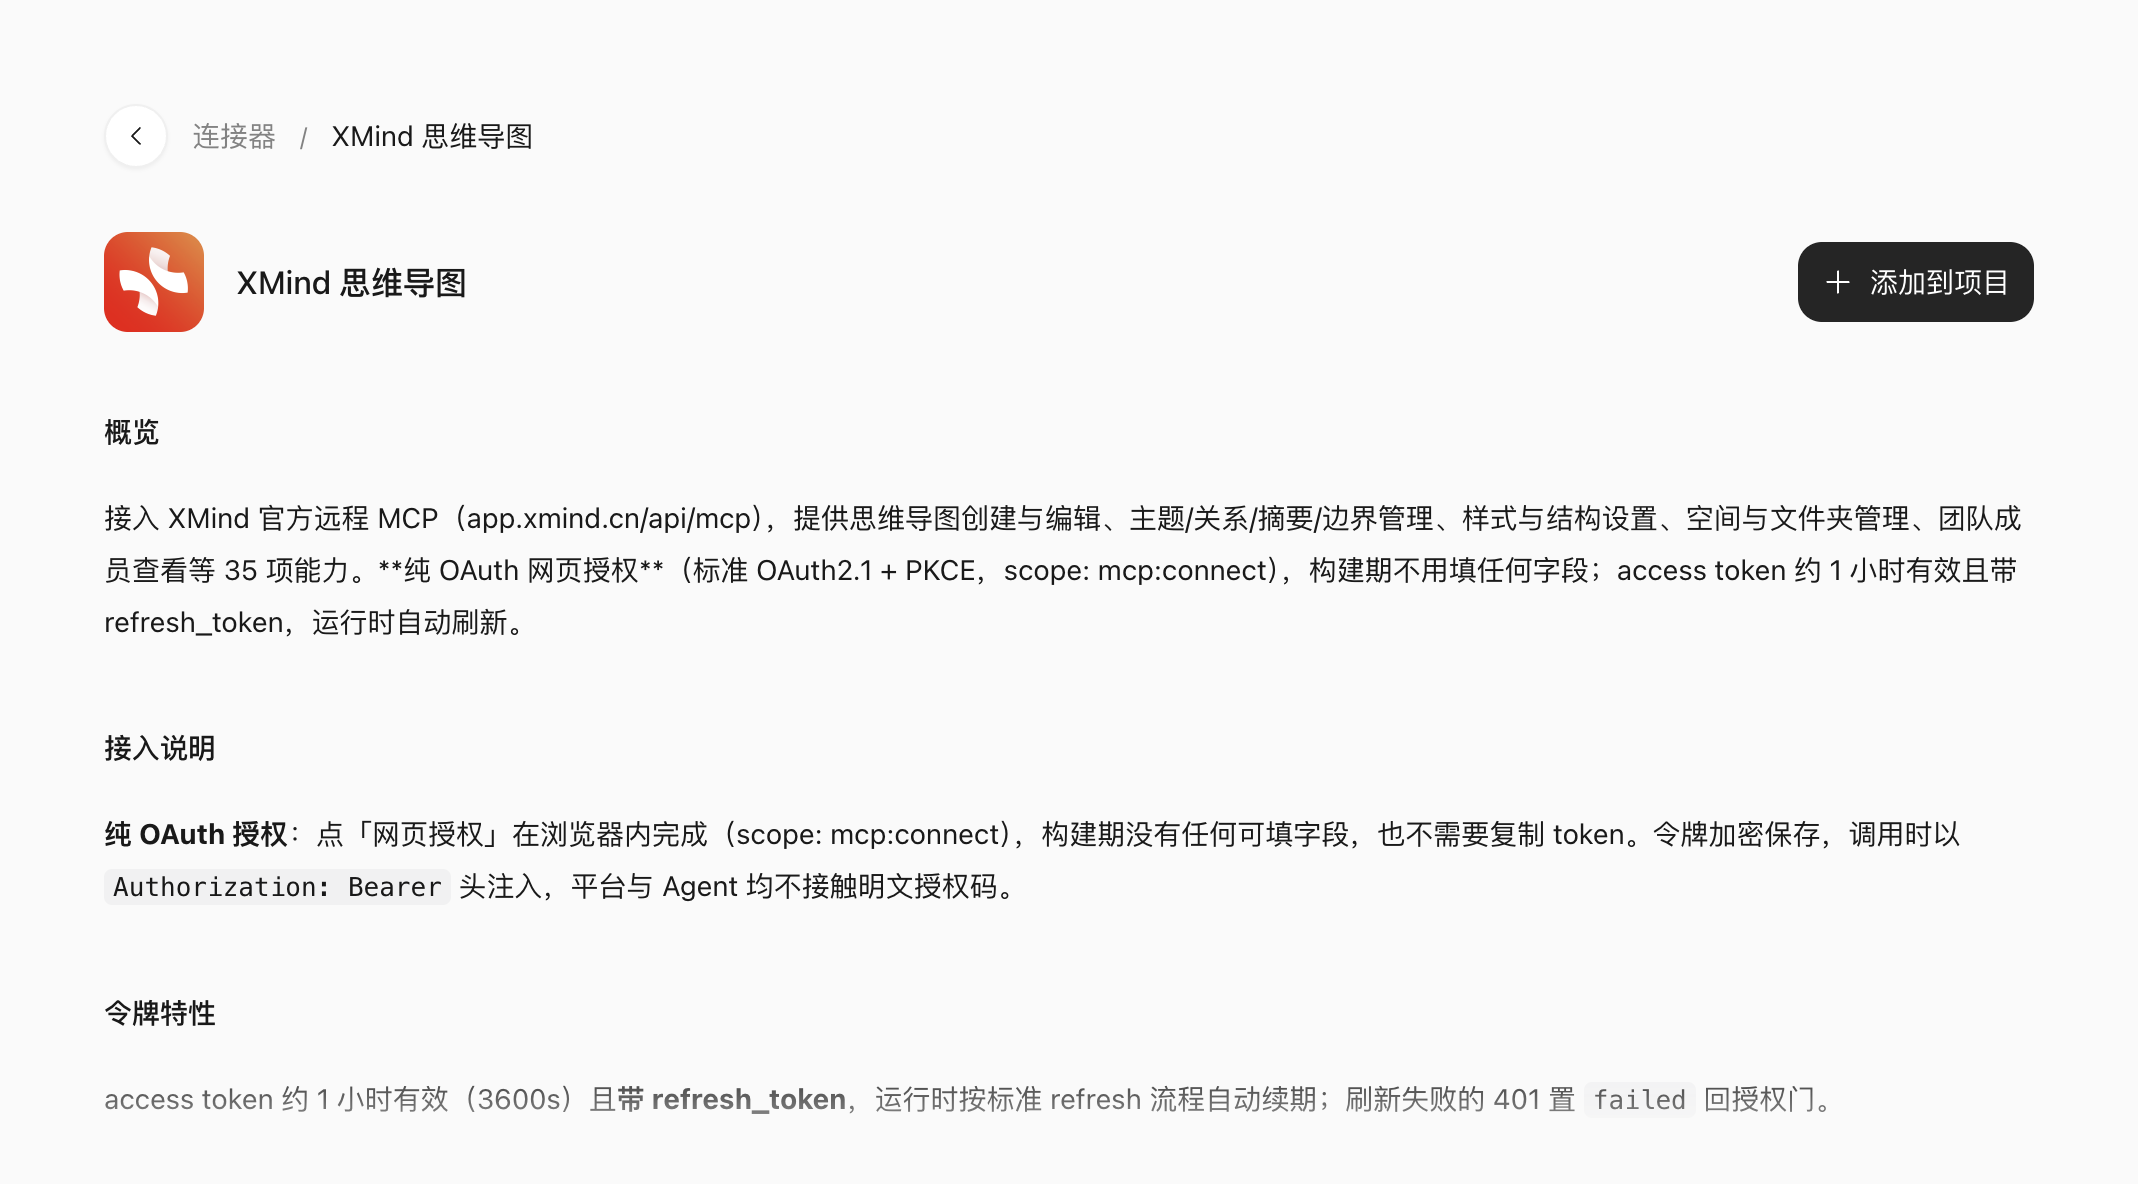 连接器 / XMind 思维导图
XMind 思维导图
+ 添加到项目
概览
接入 XMind 官方远程 MCP（app.xmind.cn/api/mcp），提供思维导图创建与编辑、主题/关系/摘要/边界管理、样式与结构设置、空间与文件夹管理、团队成
员查看等 35 项能力。**纯 OAuth 网页授权**（标准 OAuth2.1 + PKCE，scope: mcp:connect），构建期不用填任何字段；access token 约 1 小时有效且带
refresh_token，运行时自动刷新。
接入说明
纯 OAuth 授权：点「网页授权」在浏览器内完成（scope: mcp:connect），构建期没有任何可填字段，也不需要复制 token。令牌加密保存，调用时以
Authorization: Bearer 头注入，平台与 Agent 均不接触明文授权码。
令牌特性
access token 约 1 小时有效（3600s）且带 refresh_token，运行时按标准 refresh 流程自动续期；刷新失败的 401 置 failed 回授权门。